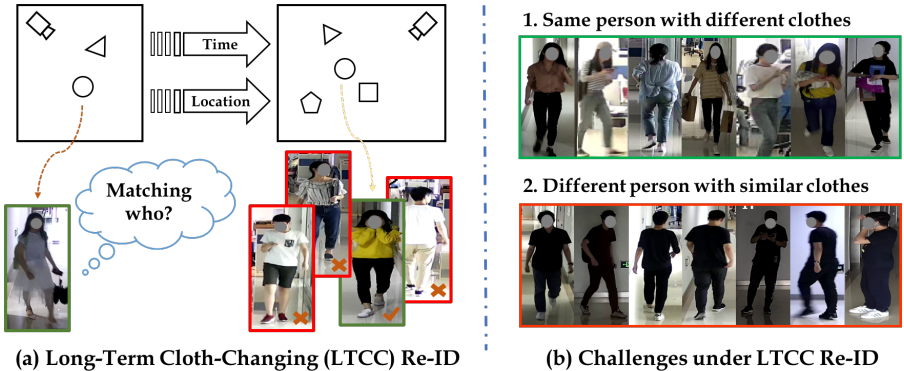 Time
Location
Matching
who?
(a) Long-Term Cloth-Changing (LTCC) Re-ID
1. Same person with different clothes
2. Different person with similar clothes
(b) Challenges under LTCC Re-ID